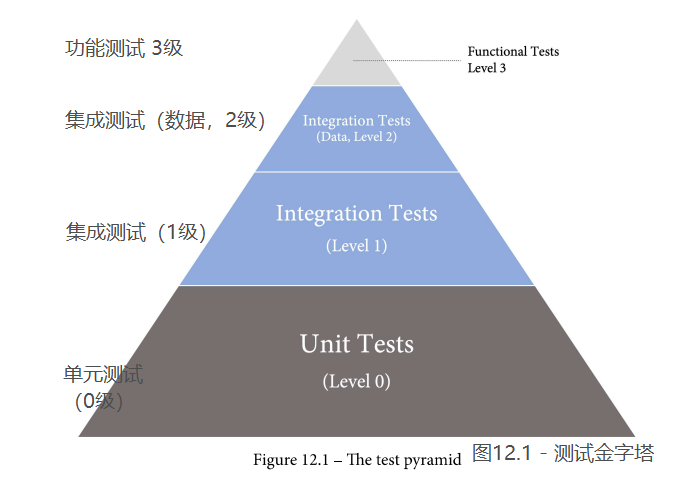 功能测试 3级
Functional Tests
Level 3
集成测试（数据，2级）
Integration Tests
(Data, Level 2)
集成测试（1级）
Integration Tests
(Level 1)
单元测试
（0级）
Unit Tests
(Level 0)
Figure 12.1 – The test pyramid
图12.1 - 测试金字塔